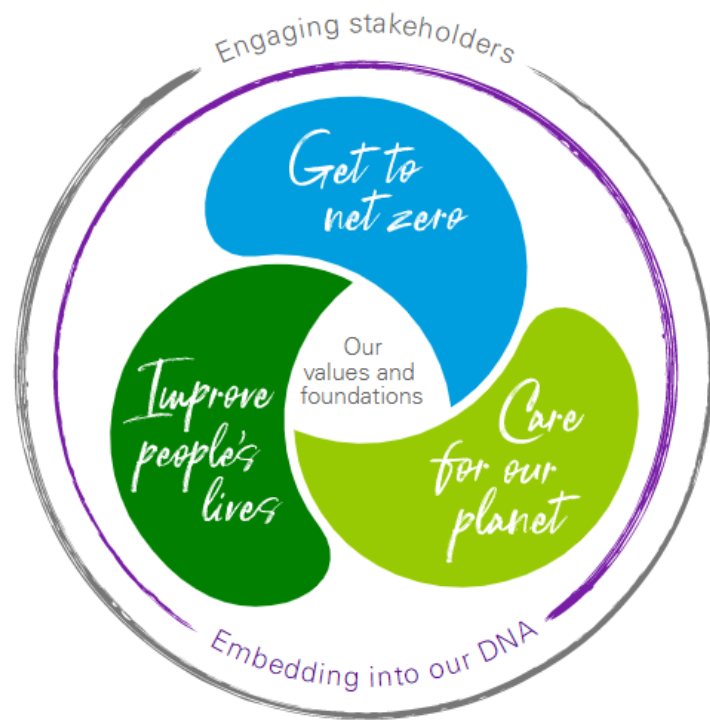 Engaging stakeholders
Get to
net zero
Our
values and
foundations
Improve
people's
lives
Care
for our
planet
Embedding into our DNA